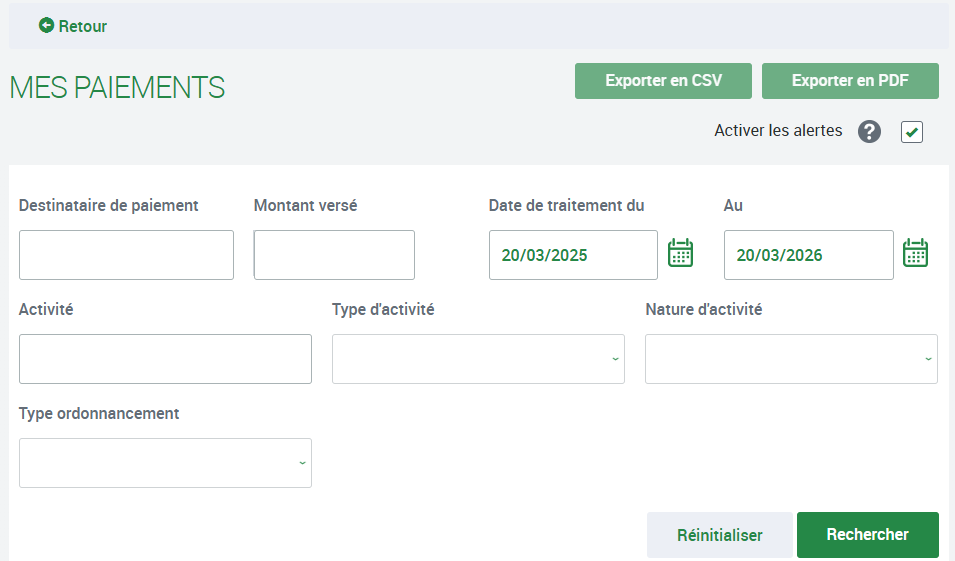 Retour
MES PAIEMENTS
Exporter en CSV Exporter en PDF
Activer les alertes ?
Destinataire de paiement Montant versé Date de traitement du Au
20/03/2025 20/03/2026
Activité Type d'activité Nature d'activité
Type ordonnancement
Réinitialiser Rechercher